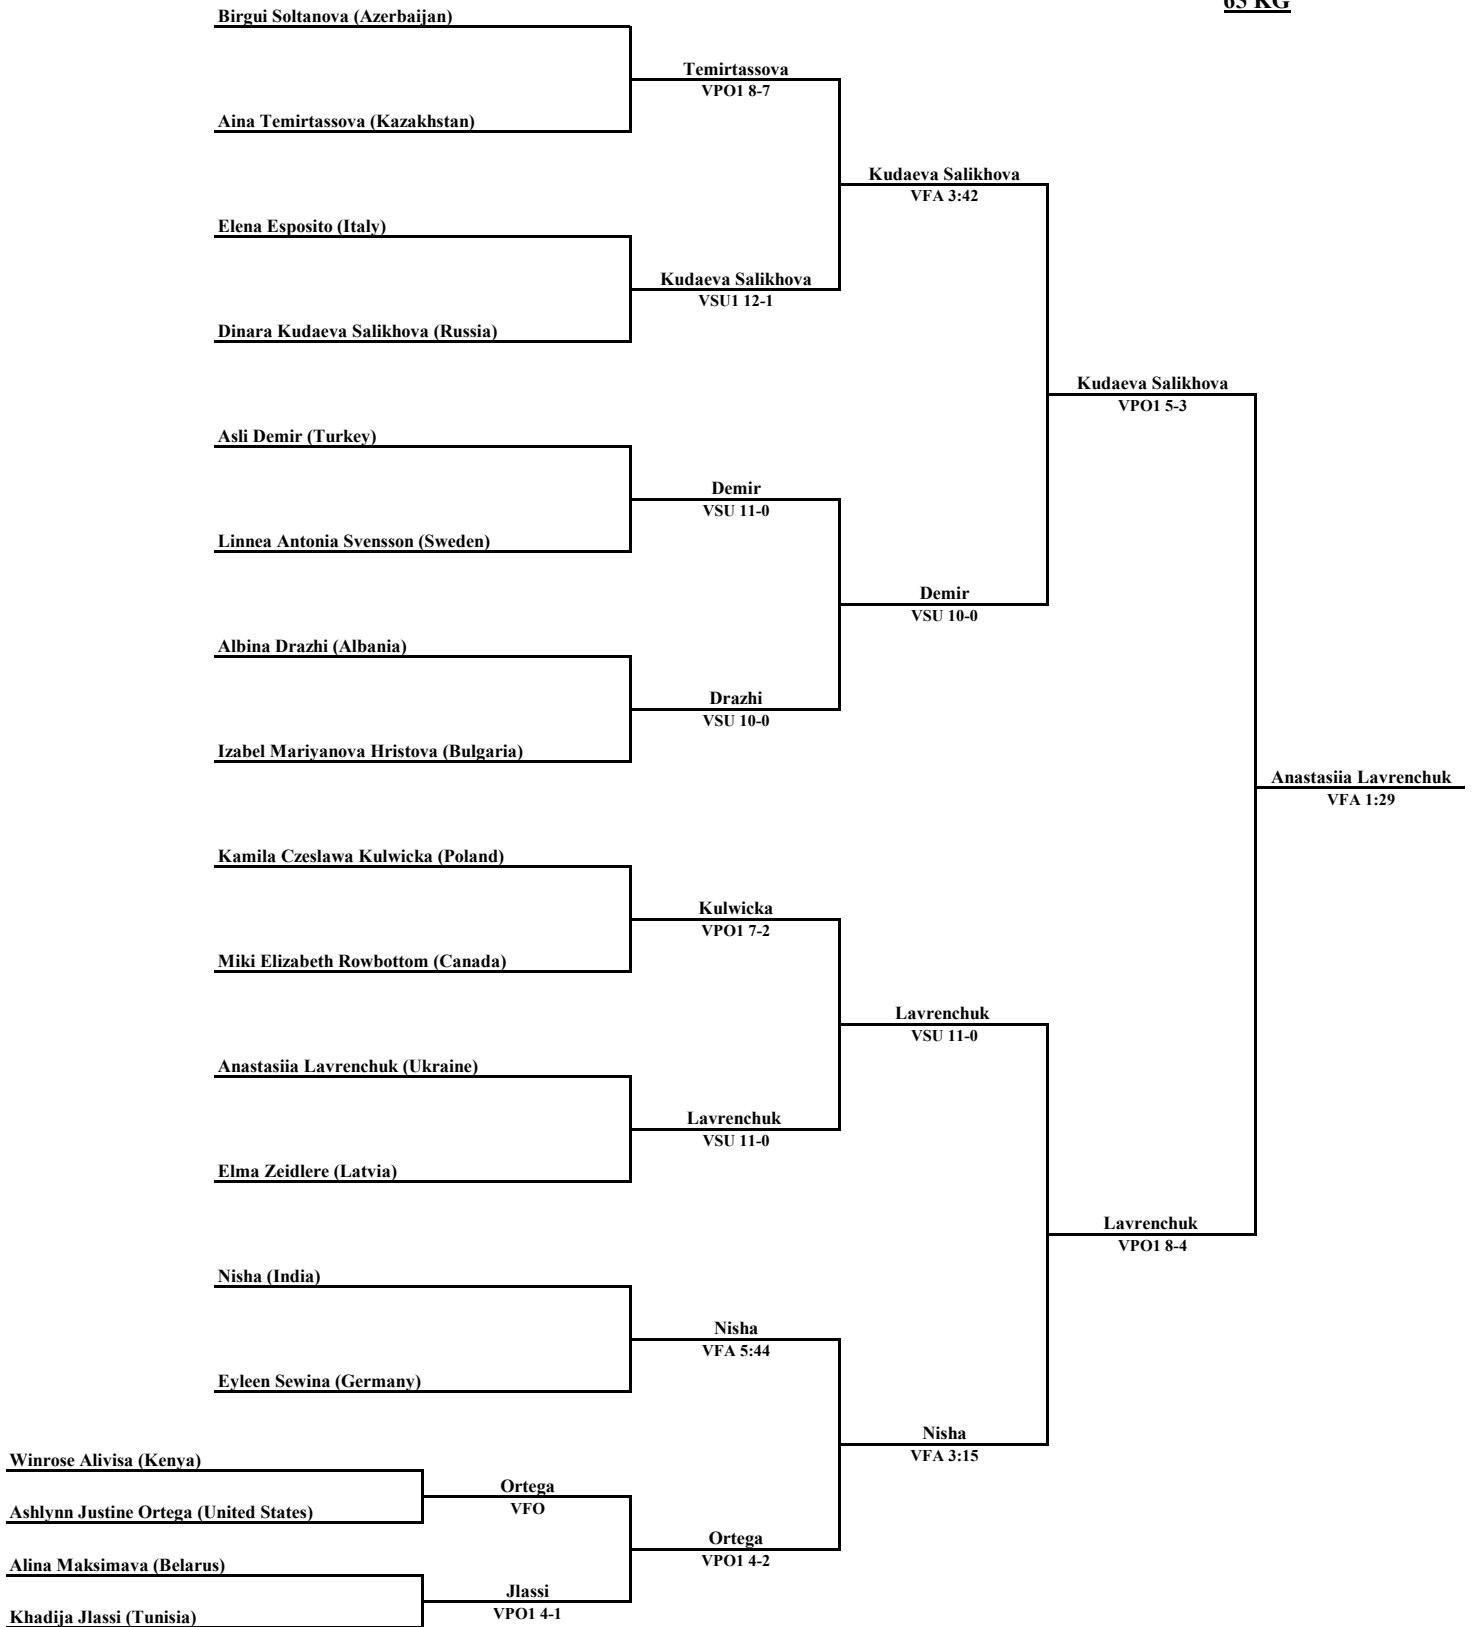 65 KG
Birgui Soltanova (Azerbaijan)
Temirtassova
VPO1 8-7
Aina Temirtassova (Kazakhstan)
Kudaeva Salikhova
VFA 3:42
Elena Esposito (Italy)
Kudaeva Salikhova
VSU1 12-1
Dinara Kudaeva Salikhova (Russia)
Kudaeva Salikhova
VPO1 5-3
Asli Demir (Turkey)
Demir
VSU 11-0
Linnea Antonia Svensson (Sweden)
Demir
VSU 10-0
Albina Drazhi (Albania)
Drazhi
VSU 10-0
Izabel Mariyanova Hristova (Bulgaria)
Anastasiia Lavrenchuk
VFA 1:29
Kamila Czeslawa Kulwicka (Poland)
Kulwicka
VPO1 7-2
Miki Elizabeth Rowbottom (Canada)
Lavrenchuk
VSU 11-0
Anastasiia Lavrenchuk (Ukraine)
Lavrenchuk
VSU 11-0
Elma Zeidlere (Latvia)
Lavrenchuk
VPO1 8-4
Nisha (India)
Nisha
VFA 5:44
Eyleen Sewina (Germany)
Nisha
VFA 3:15
Winrose Alivisa (Kenya)
Ortega
VFO
Ashlynn Justine Ortega (United States)
Ortega
VPO1 4-2
Alina Maksimava (Belarus)
Jlassi
VPO1 4-1
Khadija Jlassi (Tunisia)